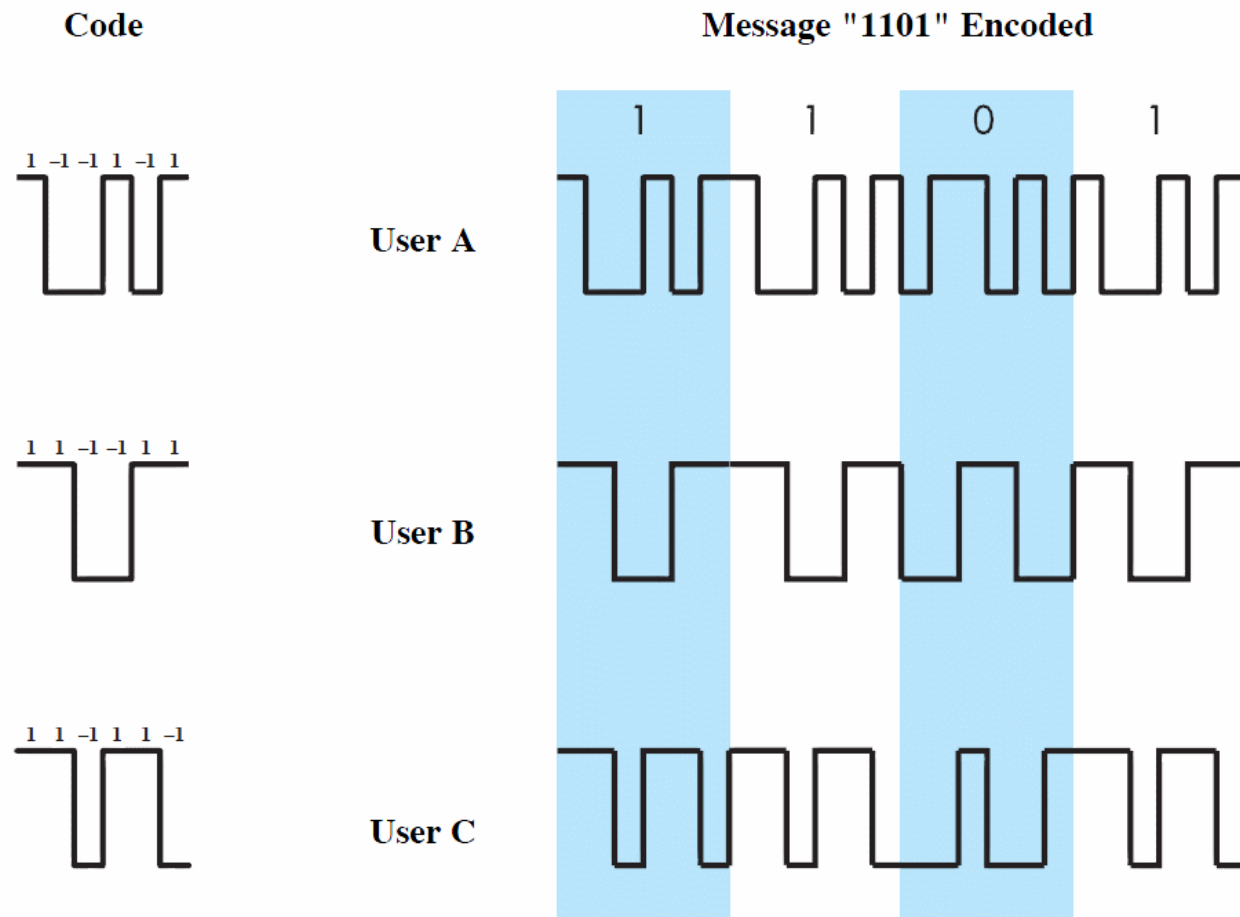 Code
Message "1101" Encoded
1 1 0 1
1 –1 –1 1 –1 1
User A
1 1 –1 –1 1 1
User B
1 1 –1 1 1 –1
User C